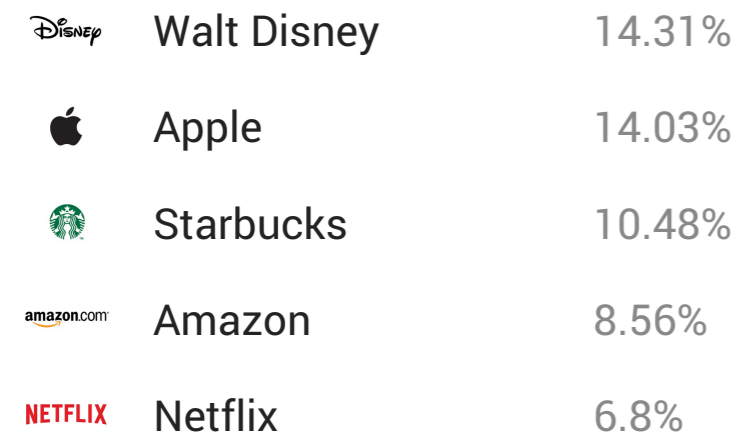 Disney Walt Disney 14.31%
Apple 14.03%
Starbucks 10.48%
amazon.com Amazon 8.56%
NETFLIX Netflix 6.8%